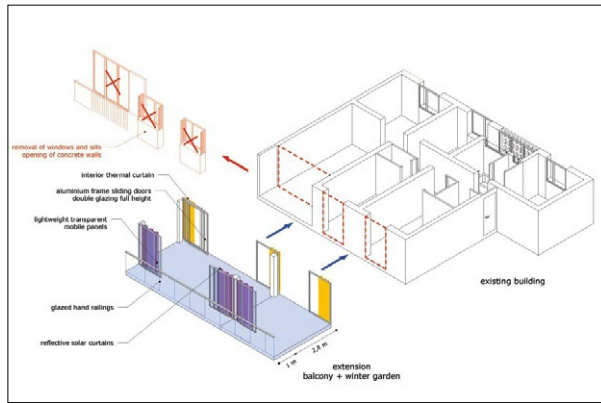 removal of windows and sills
opening of concrete walls
interior thermal curtain
aluminium frame sliding doors
double glazing full height
lightweight transparent
mobile panels
glazed hand railings
reflective solar curtains
1 m
2,8 m
extension
balcony + winter garden
existing building